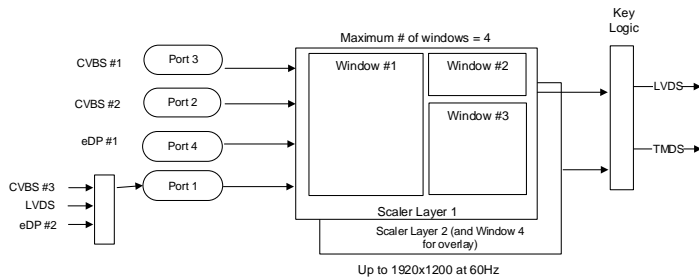 Key
Logic
Maximum # of windows = 4
CVBS #1
Port 3
Window #1
Window #2
CVBS #2
Port 2
LVDS
Window #3
eDP #1
Port 4
TMDS
CVBS #3
Port 1
LVDS
eDP #2
Scaler Layer 1
Scaler Layer 2 (and Window 4
for overlay)
Up to 1920x1200 at 60Hz